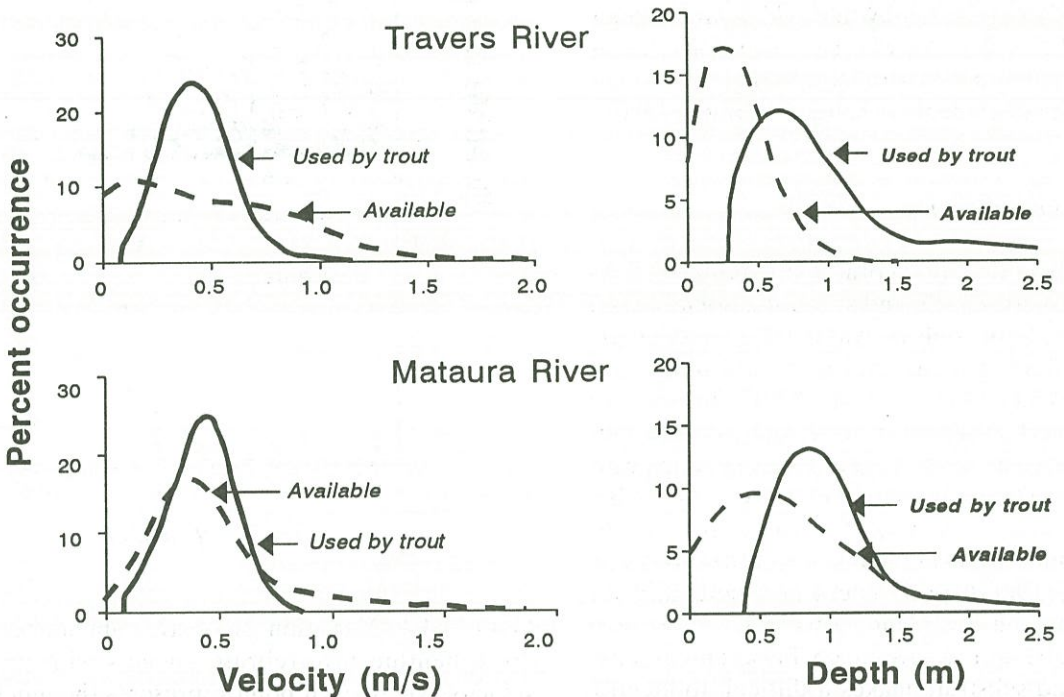 Percent occurrence
Travers River
30
20
10
0
Used by trout
Available
0 0.5 1.0 1.5 2.0
20
15
10
5
0
Used by trout
Available
0 0.5 1 1.5 2 2.5
Mataura River
30
20
10
0
Available
Used by trout
0 0.5 1.0 1.5 2.0
Velocity (m/s)
20
15
10
5
0
Used by trout
Available
0 0.5 1 1.5 2 2.5
Depth (m)